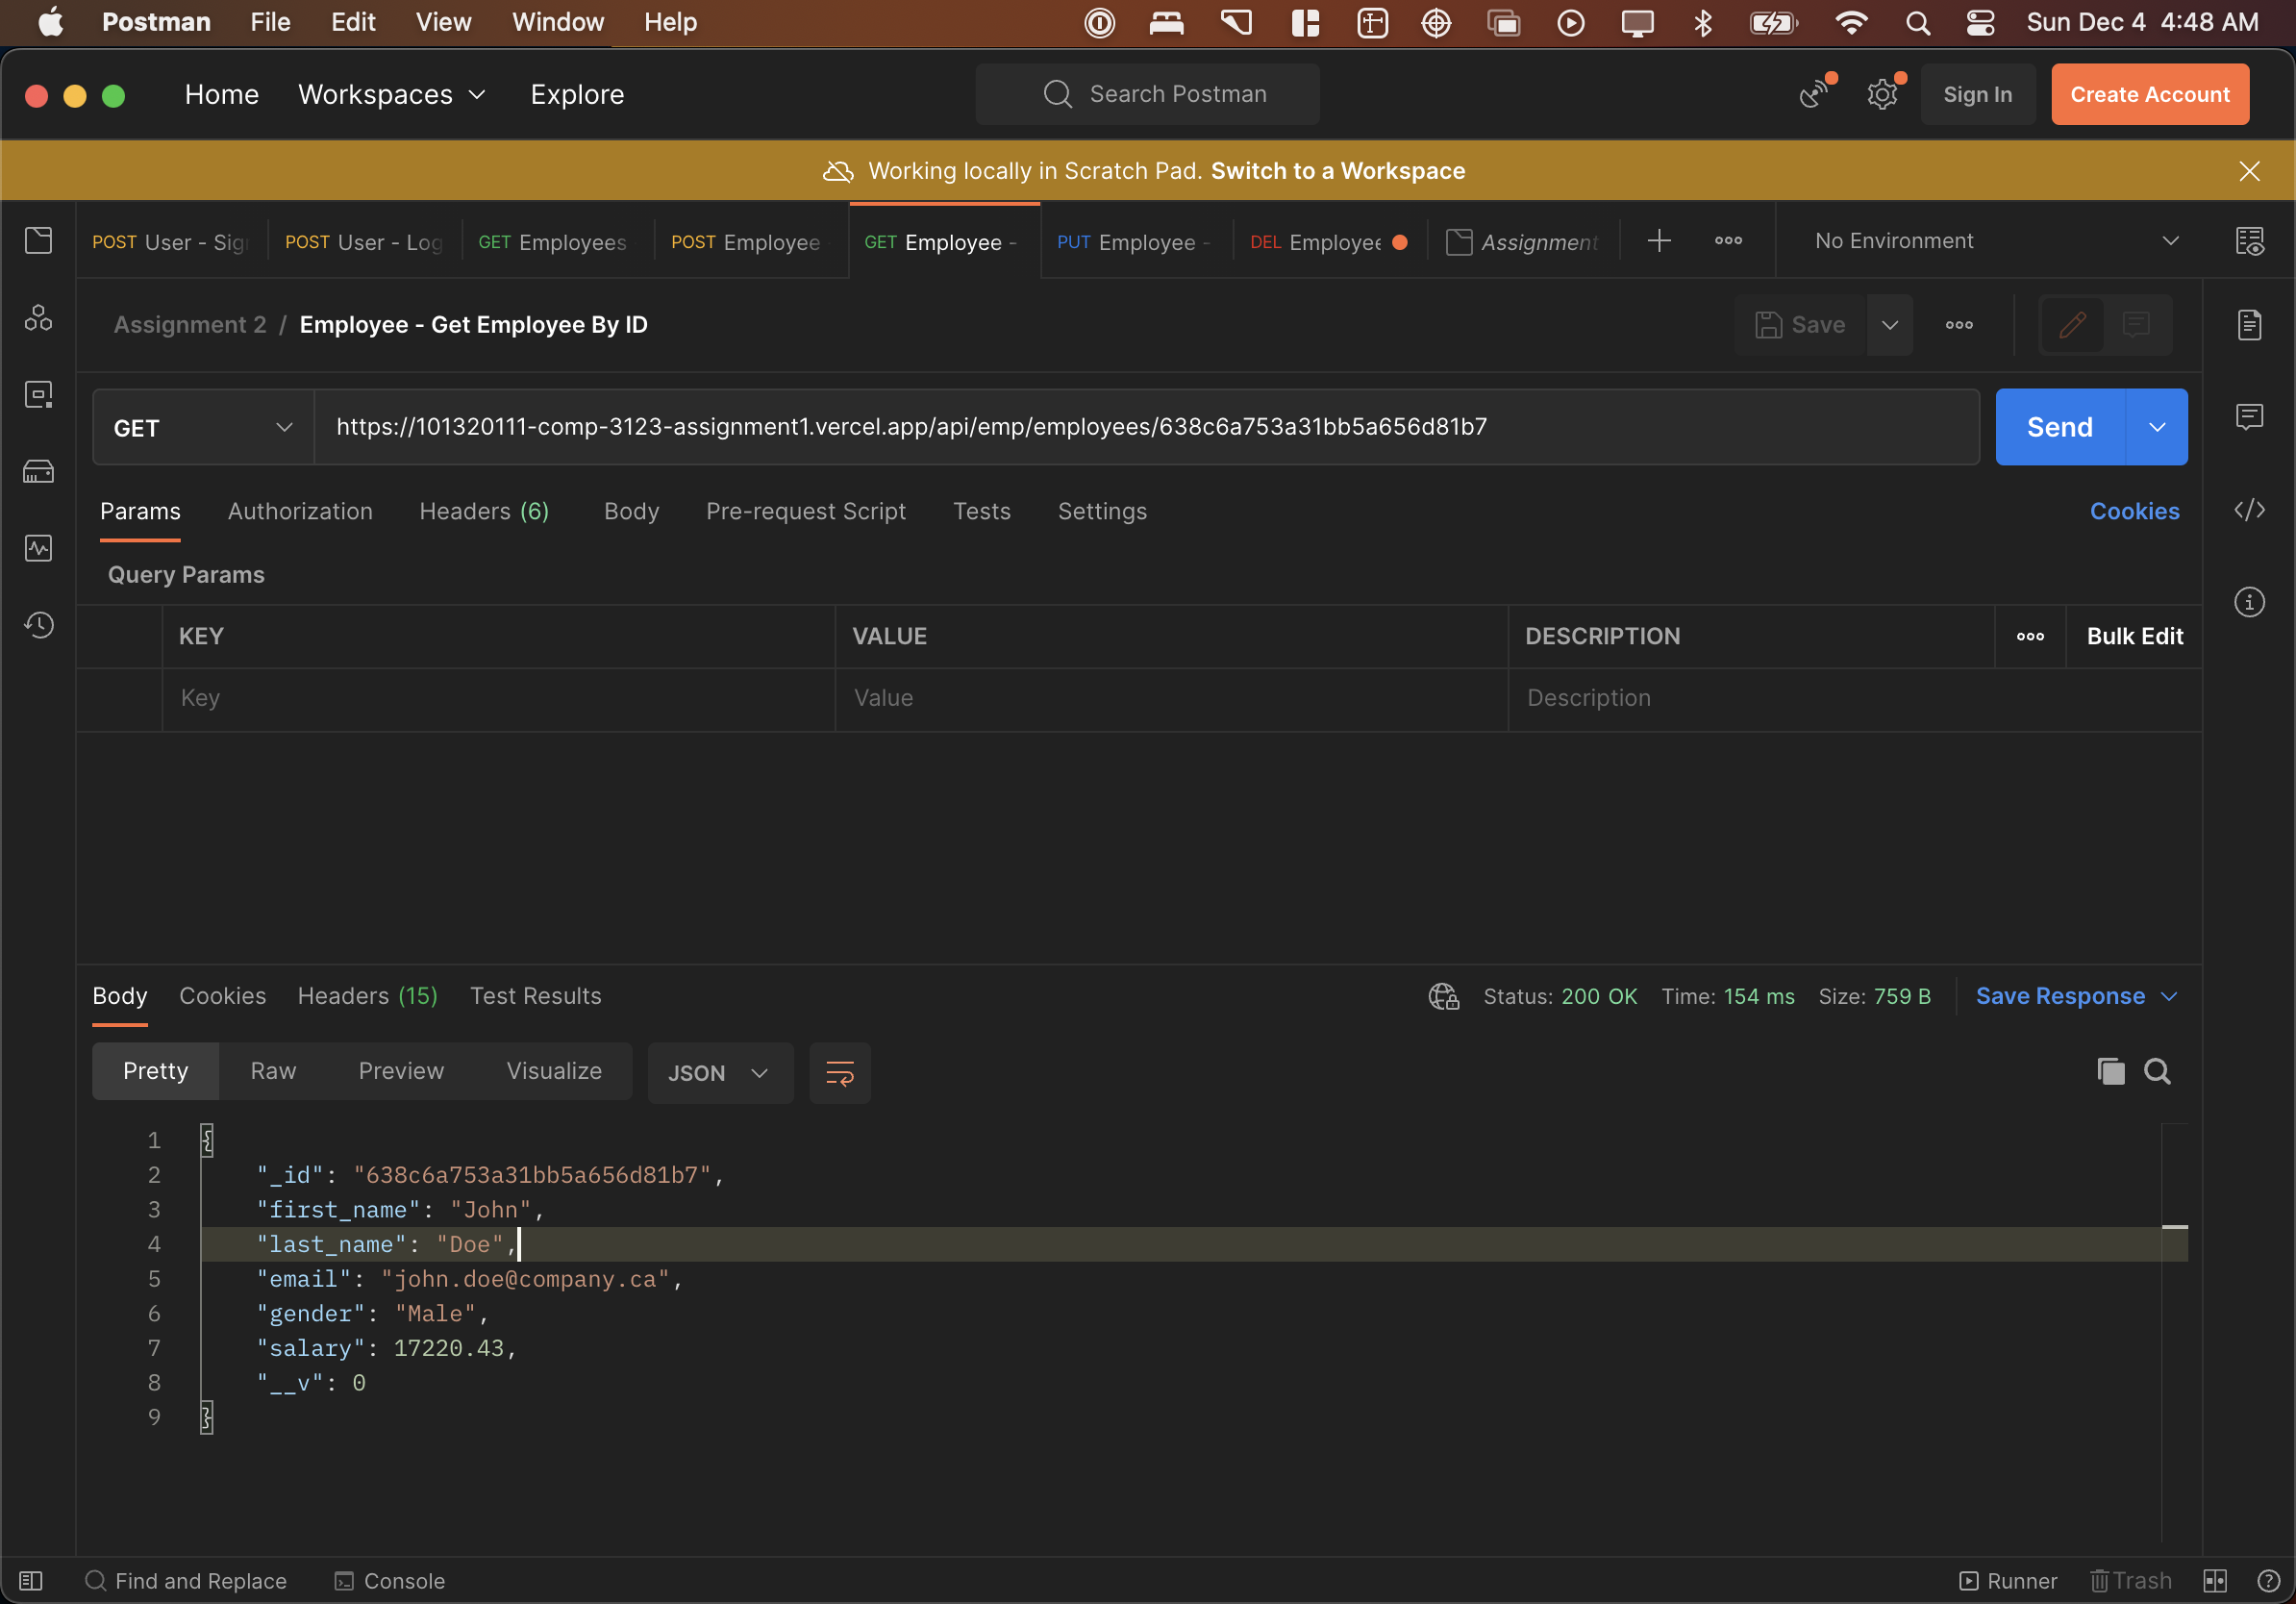 Postman File Edit View Window Help Sun Dec 4 4:48 AM
Home Workspaces Explore Search Postman Sign In Create Account
Working locally in Scratch Pad. Switch to a Workspace
POST User - Sig POST User - Log GET Employees POST Employee GET Employee - PUT Employee - DEL Employee Assignment No Environment
Assignment 2 / Employee - Get Employee By ID Save
GET https://101320111-comp-3123-assignment1.vercel.app/api/emp/employees/638c6a753a31bb5a656d81b7 Send
Params Authorization Headers (6) Body Pre-request Script Tests Settings Cookies
Query Params
KEY VALUE DESCRIPTION Bulk Edit
Key Value Description
Body Cookies Headers (15) Test Results Status: 200 OK Time: 154 ms Size: 759 B Save Response
Pretty Raw Preview Visualize JSON
1 {
2 "_id": "638c6a753a31bb5a656d81b7",
3 "first_name": "John",
4 "last_name": "Doe",
5 "email": "john.doe@company.ca",
6 "gender": "Male",
7 "salary": 17220.43,
8 "__v": 0
9 }
Find and Replace Console Runner Trash